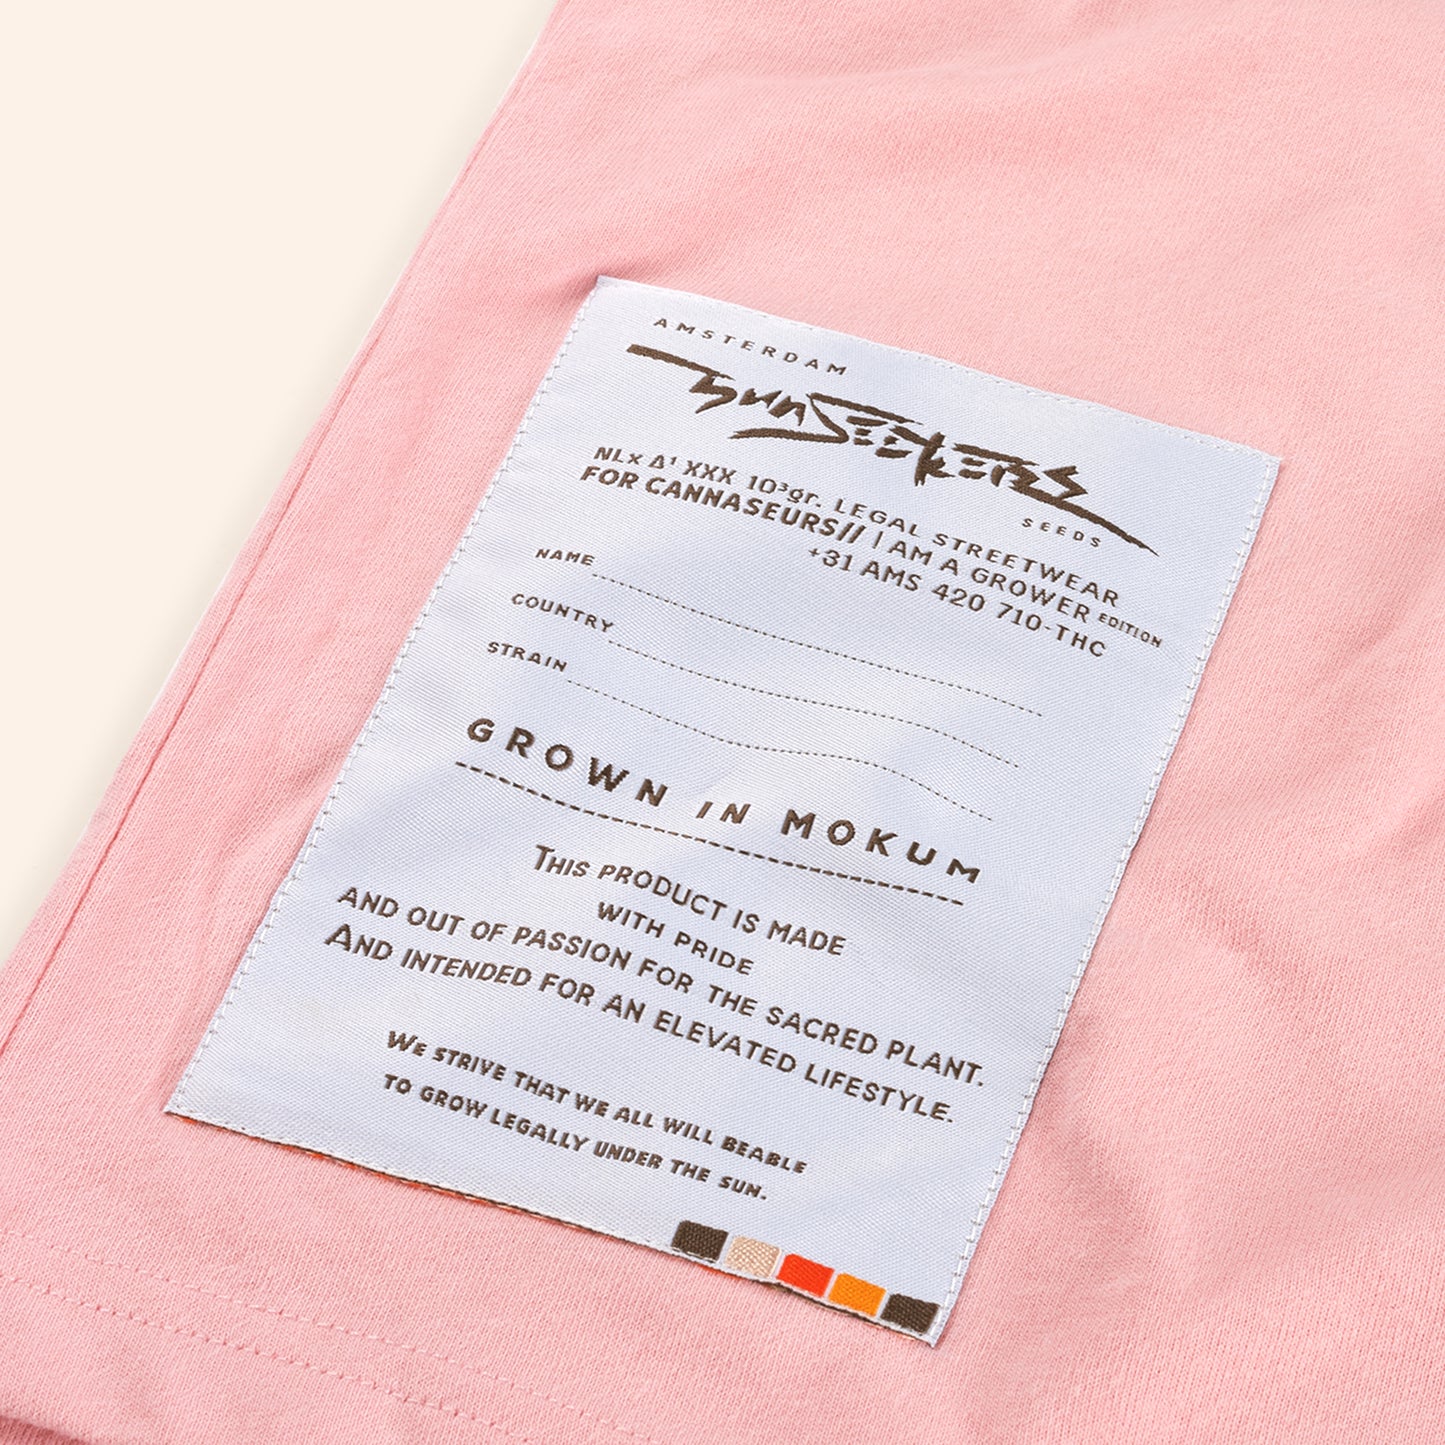 AMSTERDAM
SunSeekers
SEEDS
NLx Δ¹ XXX 10³gr. LEGAL STREETWEAR
FOR CANNASEURS// I AM A GROWER EDITION
+31 AMS 420 710-THC
NAME
COUNTRY
STRAIN
GROWN IN MOKUM
THIS PRODUCT IS MADE
WITH PRIDE
AND OUT OF PASSION FOR THE SACRED PLANT.
AND INTENDED FOR AN ELEVATED LIFESTYLE.
WE STRIVE THAT WE ALL WILL BEABLE
TO GROW LEGALLY UNDER THE SUN.